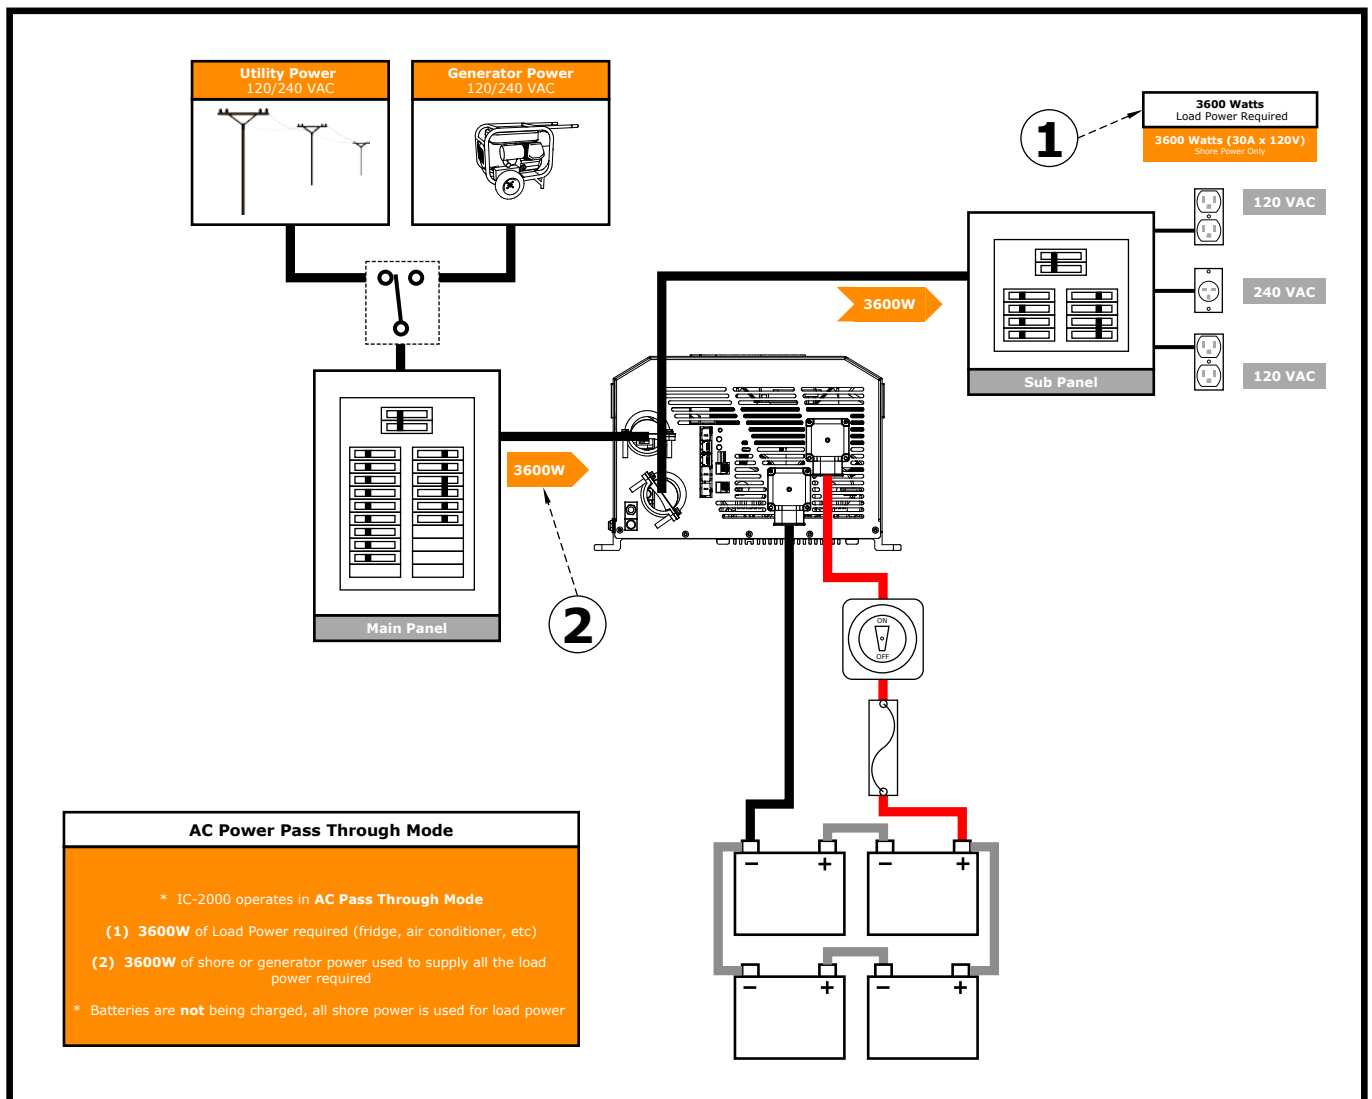 Utility Power
120/240 VAC
Generator Power
120/240 VAC
1
3600 Watts
Load Power Required
3600 Watts (30A x 120V)
Shore Power Only
120 VAC
240 VAC
120 VAC
3600W
Sub Panel
3600W
2
Main Panel
ON
OFF
− + − +
− + − +
AC Power Pass Through Mode
* IC-2000 operates in AC Pass Through Mode
(1) 3600W of Load Power required (fridge, air conditioner, etc)
(2) 3600W of shore or generator power used to supply all the load
power required
* Batteries are not being charged, all shore power is used for load power